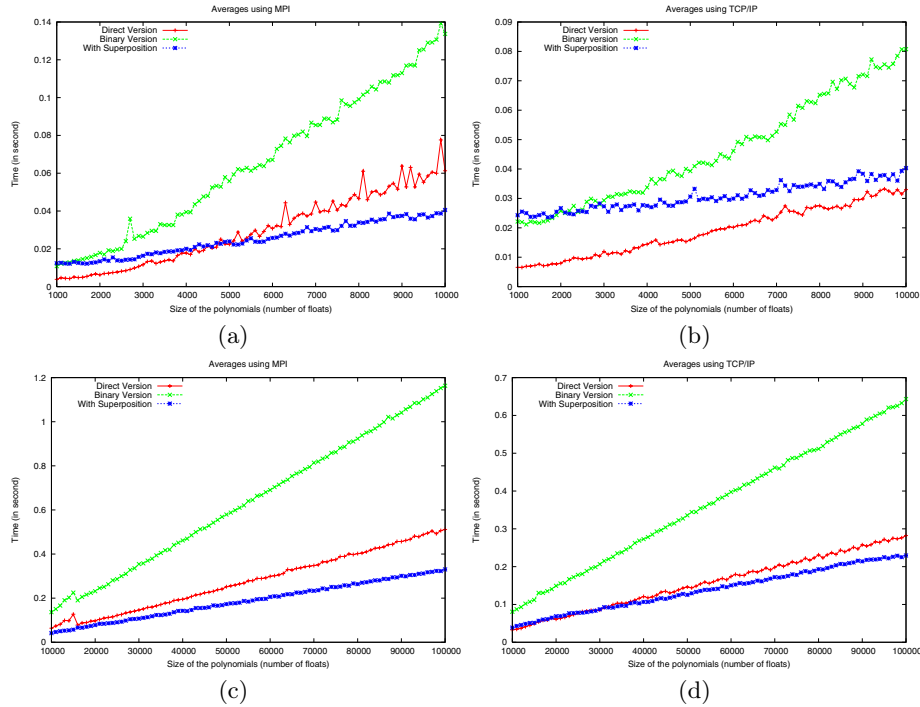 Averages using MPI
Direct Version
Binary Version
With Superposition
Time (in second)
0.14
0.12
0.1
0.08
0.06
0.04
0.02
0
1000 2000 3000 4000 5000 6000 7000 8000 9000 10000
Size of the polynomials (number of floats)
(a)
Averages using TCP/IP
Direct Version
Binary Version
With Superposition
Time (in second)
0.09
0.08
0.07
0.06
0.05
0.04
0.03
0.02
0.01
0
1000 2000 3000 4000 5000 6000 7000 8000 9000 10000
Size of the polynomials (number of floats)
(b)
Averages using MPI
Direct Version
Binary Version
With Superposition
Time (in second)
1.2
1
0.8
0.6
0.4
0.2
0
10000 20000 30000 40000 50000 60000 70000 80000 90000 100000
Size of the polynomials (number of floats)
(c)
Averages using TCP/IP
Direct Version
Binary Version
With Superposition
Time (in second)
0.7
0.6
0.5
0.4
0.3
0.2
0.1
0
10000 20000 30000 40000 50000 60000 70000 80000 90000 100000
Size of the polynomials (number of floats)
(d)